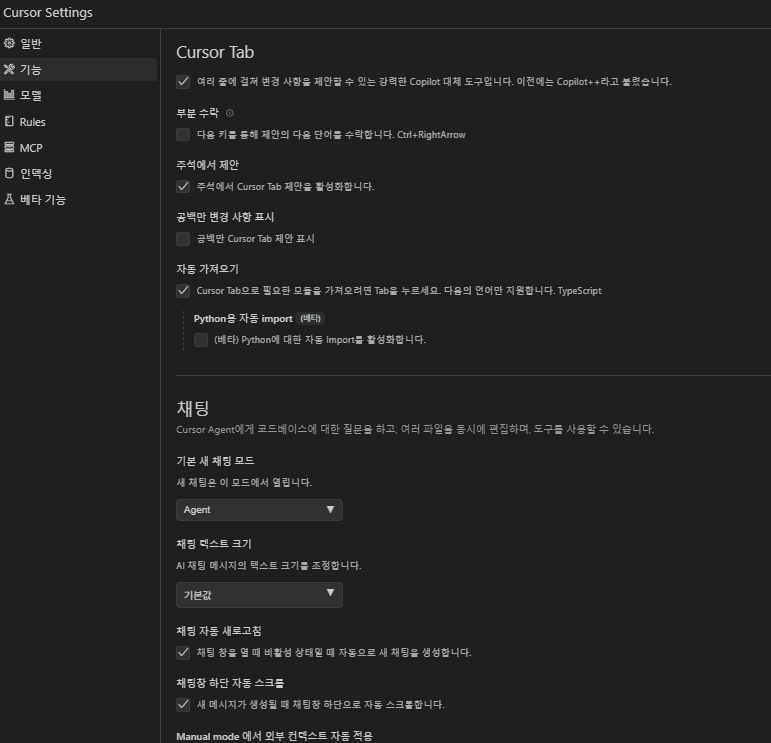 Cursor Settings
일반
기능
모델
Rules
MCP
인덱싱
베타 기능
Cursor Tab
여러 줄에 걸쳐 변경 사항을 제안할 수 있는 강력한 Copilot 대체 도구입니다. 이전에는 Copilot++라고 불렸습니다.
부분 수락
다음 키를 통해 제안의 다음 단어를 수락합니다. Ctrl+RightArrow
주석에서 제안
주석에서 Cursor Tab 제안을 활성화합니다.
공백만 변경 사항 표시
공백만 Cursor Tab 제안 표시
자동 가져오기
Cursor Tab으로 필요한 모듈을 가져오려면 Tab을 누르세요. 다음의 언어만 지원합니다. TypeScript
Python용 자동 import (베타)
(베타) Python에 대한 자동 Import를 활성화합니다.
채팅
Cursor Agent에게 코드베이스에 대한 질문을 하고, 여러 파일을 동시에 편집하며, 도구를 사용할 수 있습니다.
기본 새 채팅 모드
새 채팅은 이 모드에서 열립니다.
Agent
채팅 텍스트 크기
AI 채팅 메시지의 텍스트 크기를 조정합니다.
기본값
채팅 자동 새로고침
채팅 창을 열 때 비활성 상태일 때 자동으로 새 채팅을 생성합니다.
채팅창 하단 자동 스크롤
새 메시지가 생성될 때 채팅창 하단으로 자동 스크롤합니다.
Manual mode 에서 외부 컨텍스트 자동 적용